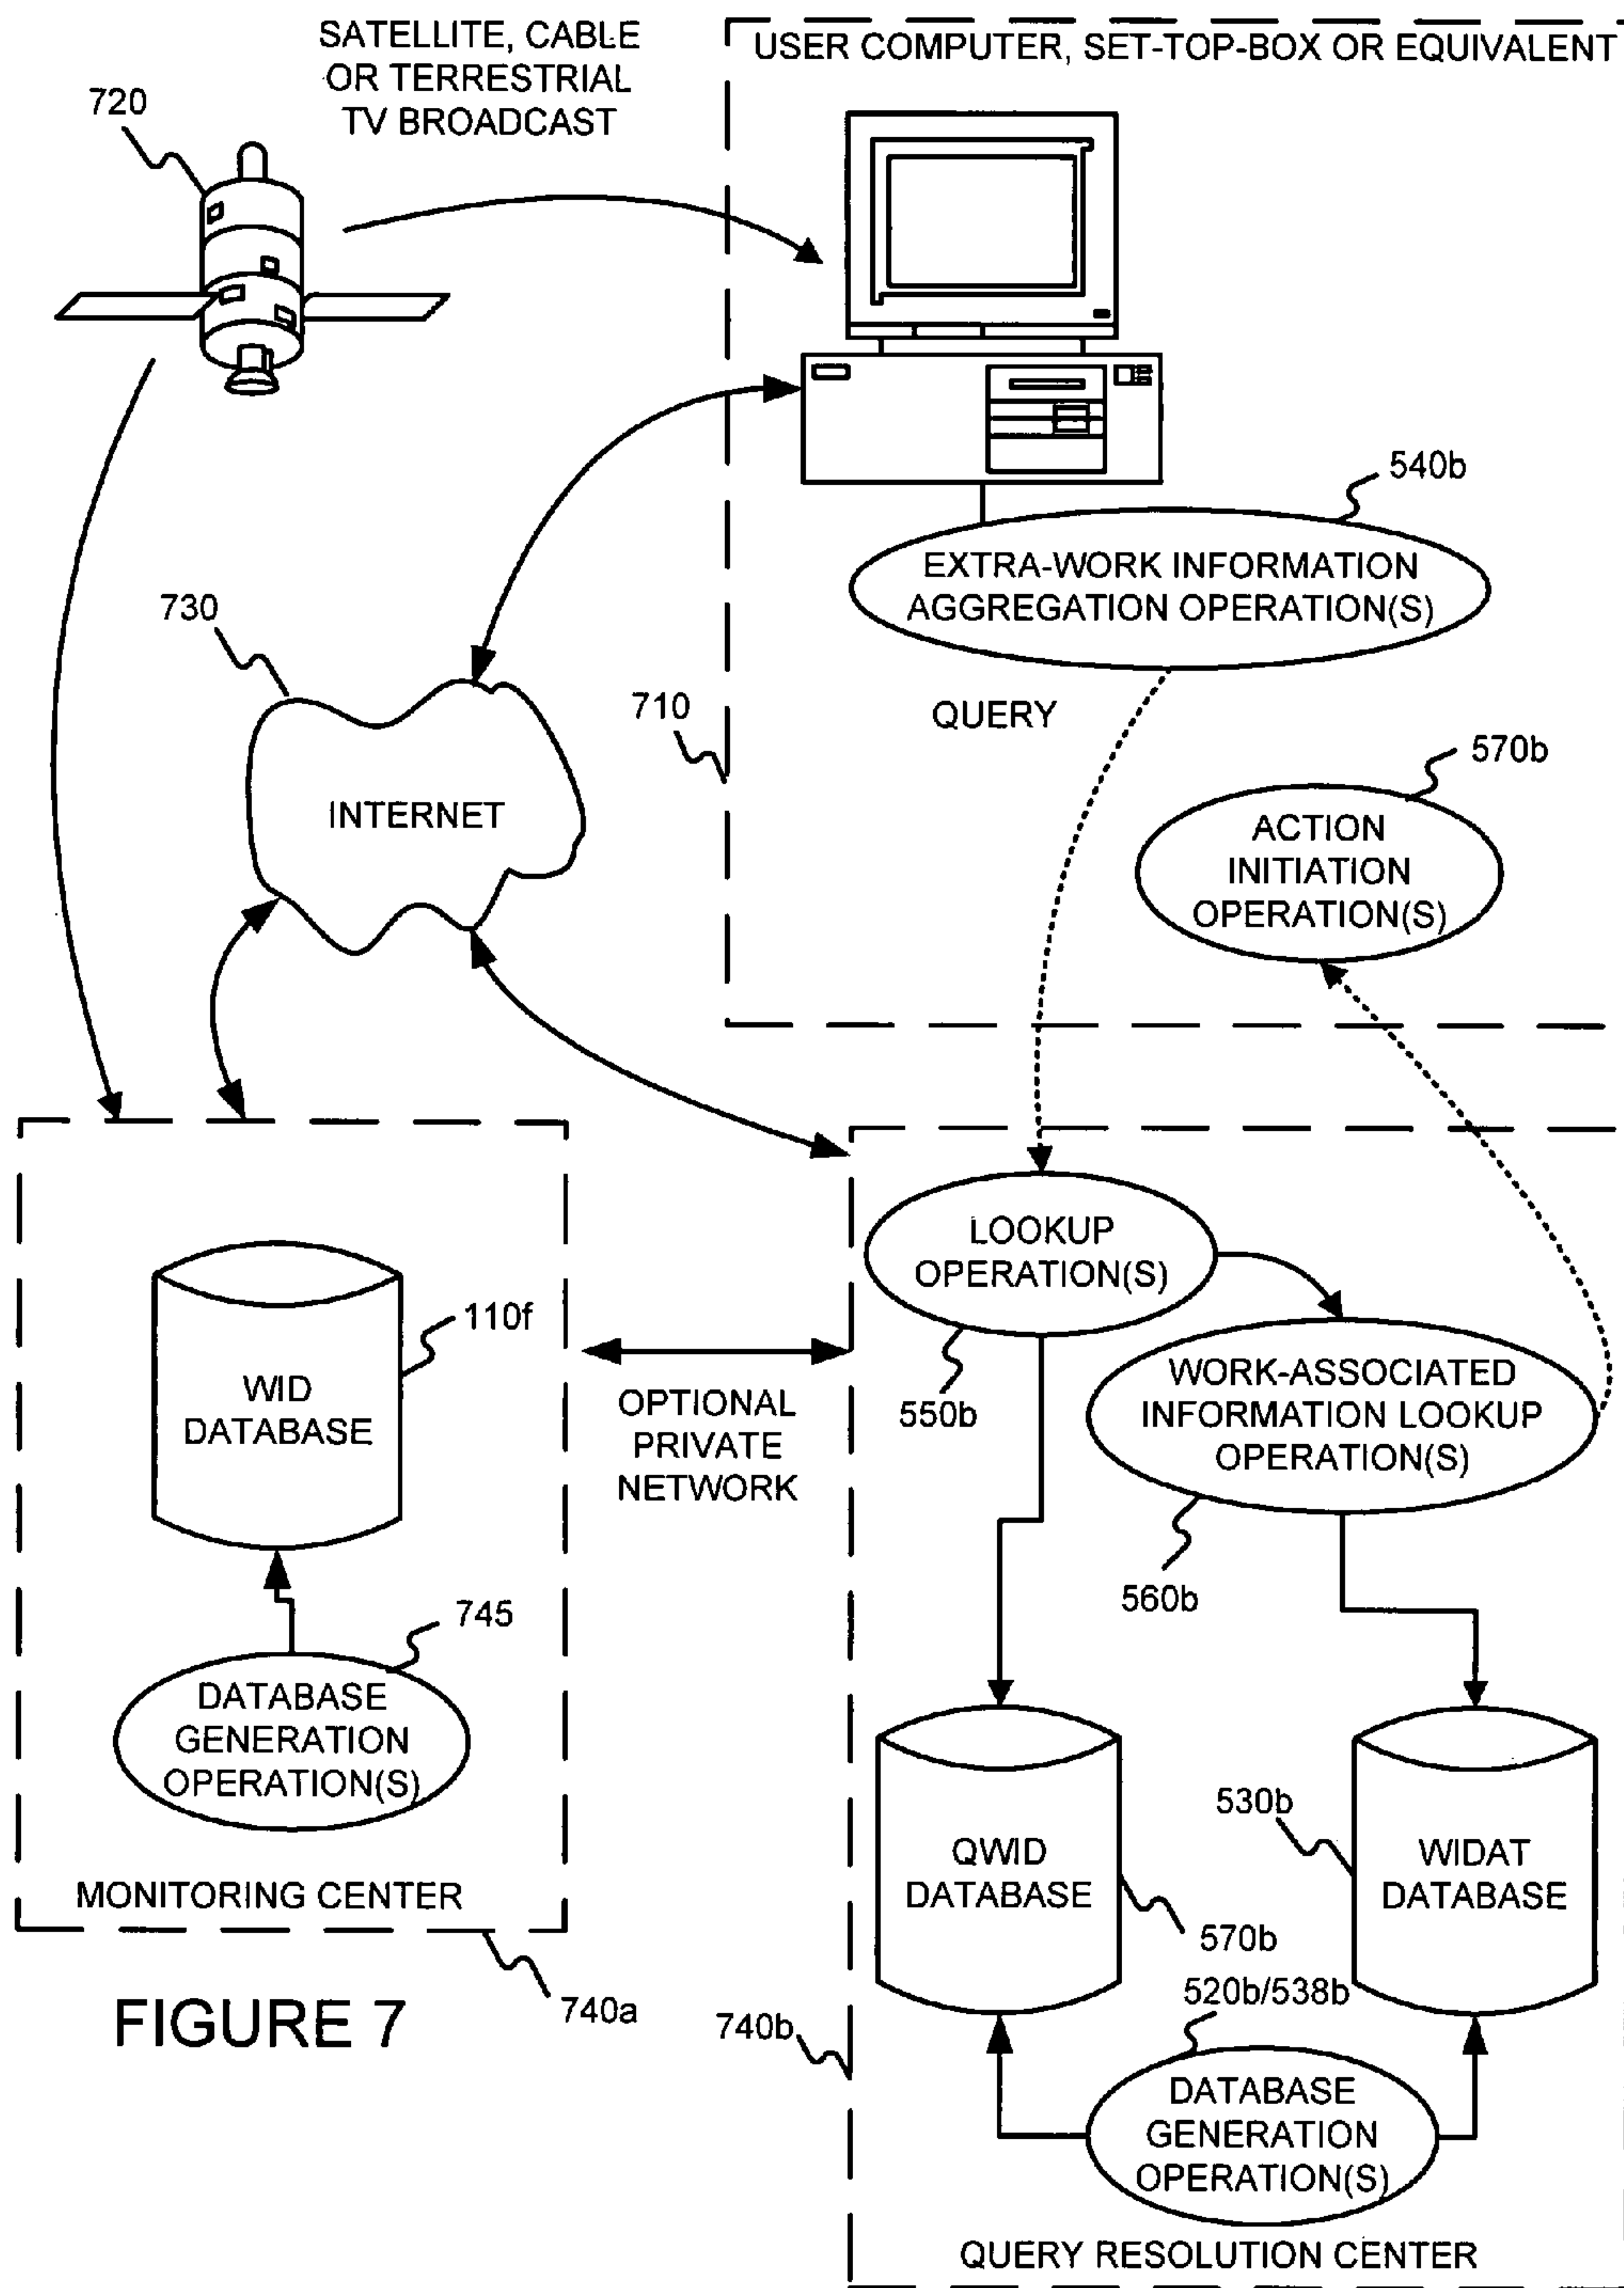 SATELLITE, CABLE
OR TERRESTRIAL
TV BROADCAST
720
USER COMPUTER, SET-TOP-BOX OR EQUIVALENT
540b
EXTRA-WORK INFORMATION
AGGREGATION OPERATION(S)
730
710
QUERY
INTERNET
570b
ACTION
INITIATION
OPERATION(S)
LOOKUP
OPERATION(S)
110f
WID
DATABASE
OPTIONAL
PRIVATE
NETWORK
550b
WORK-ASSOCIATED
INFORMATION LOOKUP
OPERATION(S)
560b
745
DATABASE
GENERATION
OPERATION(S)
MONITORING CENTER
740a
530b
QWID
DATABASE
WIDAT
DATABASE
570b
520b/538b
740b
DATABASE
GENERATION
OPERATION(S)
QUERY RESOLUTION CENTER
FIGURE 7